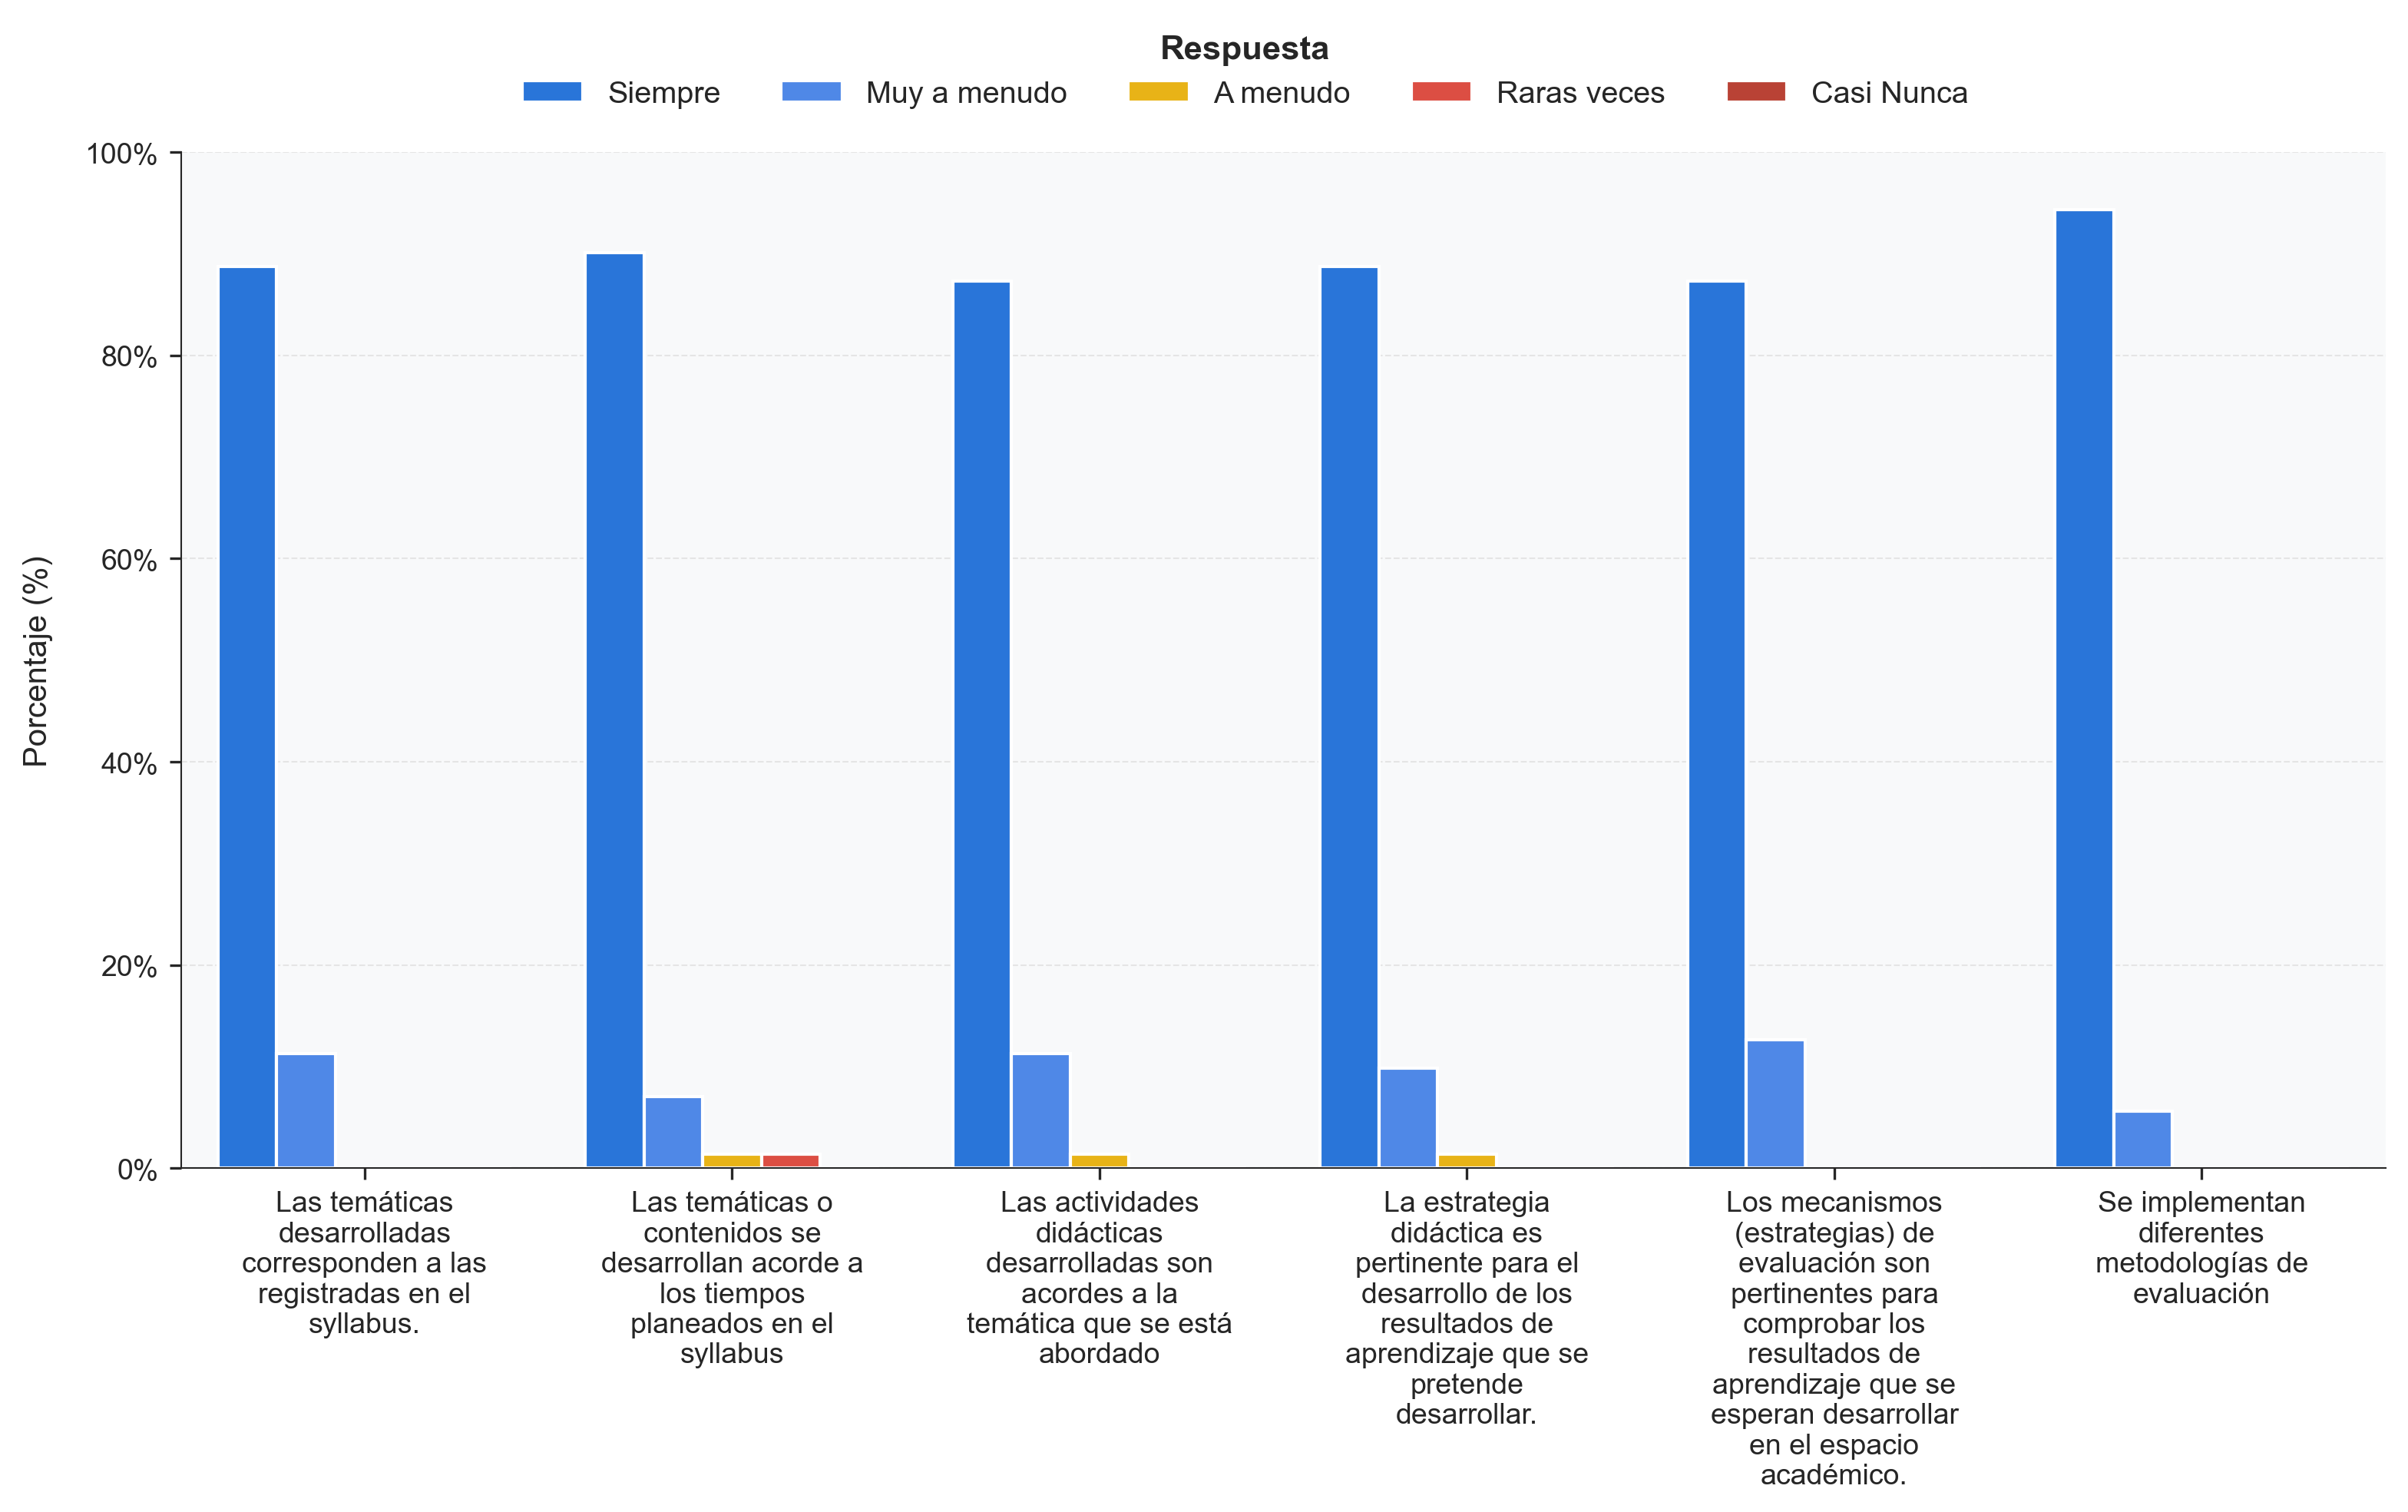 Respuesta
Siempre
Muy a menudo
A menudo
Raras veces
Casi Nunca
100%
80%
60%
40%
20%
0%
Porcentaje (%)
Las temáticas
desarrolladas
corresponden a las
registradas en el
syllabus.
Las temáticas o
contenidos se
desarrollan acorde a
los tiempos
planeados en el
syllabus
Las actividades
didácticas
desarrolladas son
acordes a la
temática que se está
abordado
La estrategia
didáctica es
pertinente para el
desarrollo de los
resultados de
aprendizaje que se
pretende
desarrollar.
Los mecanismos
(estrategias) de
evaluación son
pertinentes para
comprobar los
resultados de
aprendizaje que se
esperan desarrollar
en el espacio
académico.
Se implementan
diferentes
metodologías de
evaluación